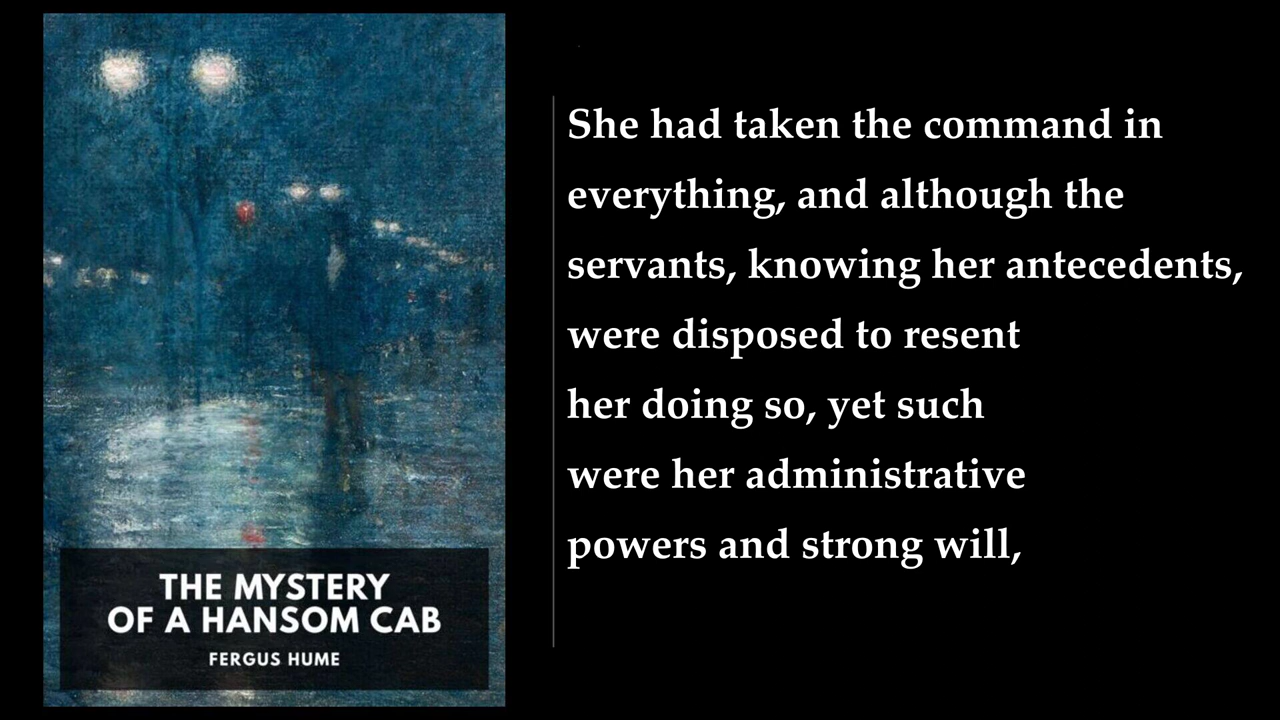 She had taken the command in
everything, and although the
servants, knowing her antecedents,
were disposed to resent
her doing so, yet such
were her administrative
powers and strong will,
THE MYSTERY
OF A HANSOM CAB
FERGUS HUME